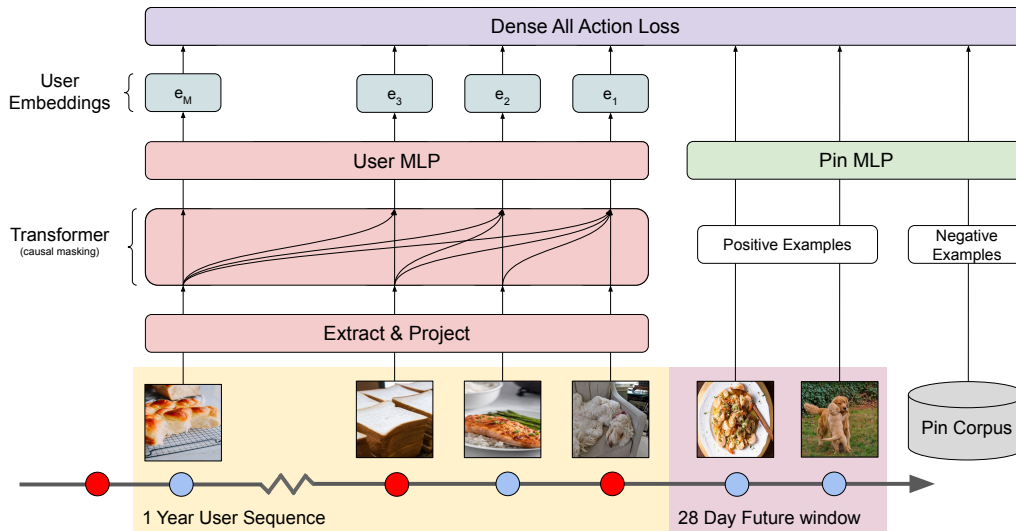 Dense All Action Loss
User
Embeddings
e_M
e_3
e_2
e_1
User MLP
Pin MLP
Transformer
(causal masking)
Positive Examples
Negative
Examples
Extract & Project
Pin Corpus
1 Year User Sequence
28 Day Future window